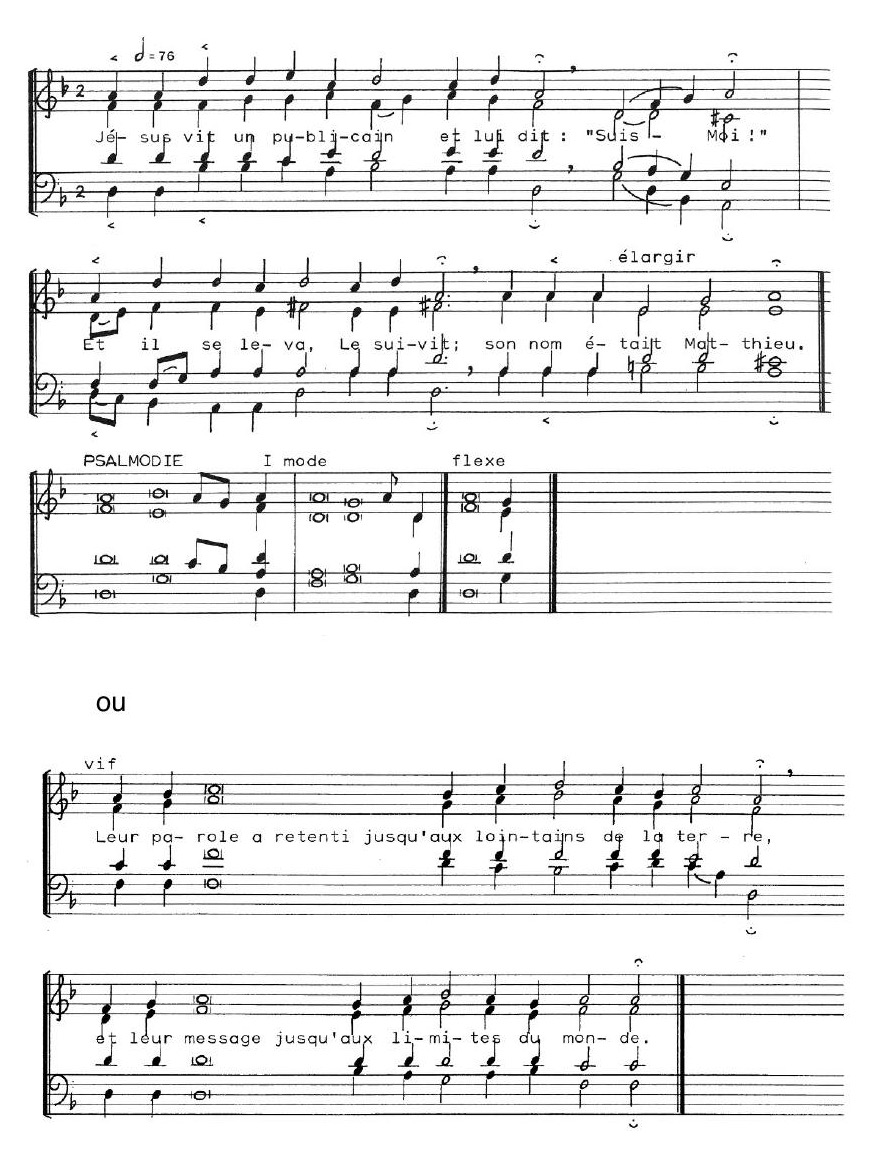 𝅗𝅥 = 76
Jé- sus vit un pu-bli-cain et lui dit : "Suis - Moi !"
élargir
Et il se le- va, Le sui-vit; son nom é- tait Mat- thieu.
PSALMODIE I mode flexe
ou
vif
Leur pa- role a retenti jusqu'aux loin-tains de la ter- re,
et leur message jusqu'aux li-mi-tes du mon- de.